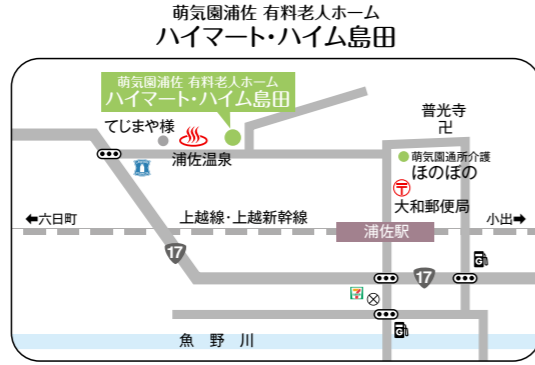 萌気園浦佐 有料老人ホーム
ハイマート・ハイム島田
萌気園浦佐 有料老人ホーム
ハイマート・ハイム島田
てじまや様
浦佐温泉
普光寺
卍
萌気園通所介護
ほのぼの
〒
大和郵便局
←六日町
上越線・上越新幹線
浦佐駅
小出→
17
17
G
7
G
魚野川